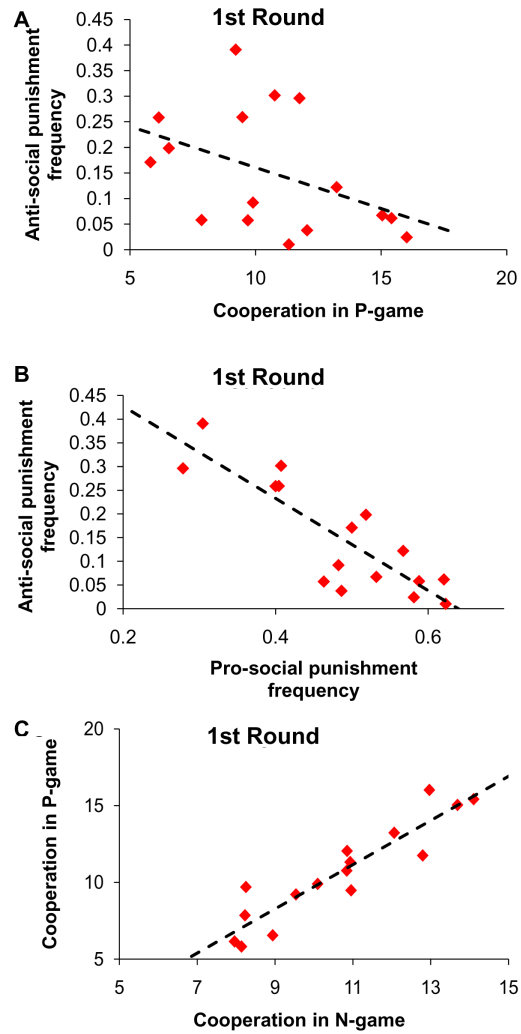 A
1st Round
Anti-social punishment
frequency
0.45
0.4
0.35
0.3
0.25
0.2
0.15
0.1
0.05
0
5
10
15
20
Cooperation in P-game
B
1st Round
Anti-social punishment
frequency
0.45
0.4
0.35
0.3
0.25
0.2
0.15
0.1
0.05
0
0.2
0.4
0.6
Pro-social punishment
frequency
C
1st Round
Cooperation in P-game
20
15
10
5
5
7
9
11
13
15
Cooperation in N-game